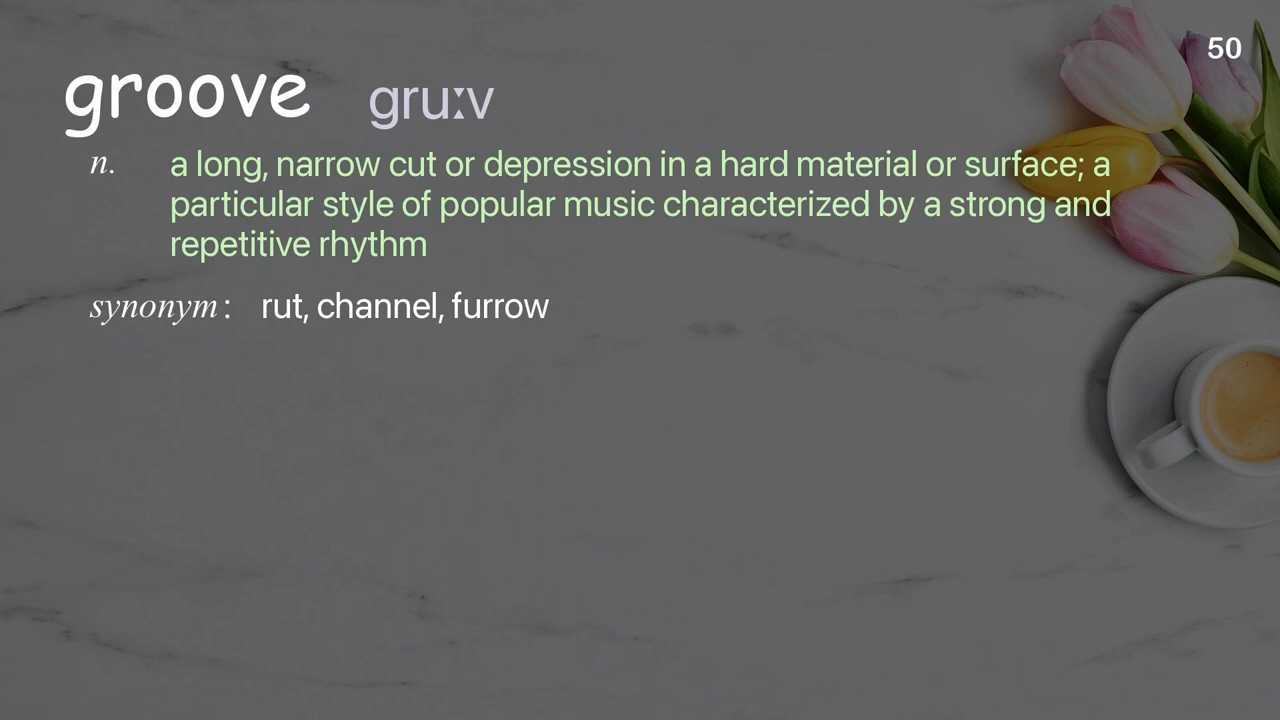 50
groove gruːv
n. a long, narrow cut or depression in a hard material or surface; a
particular style of popular music characterized by a strong and
repetitive rhythm
synonym: rut, channel, furrow